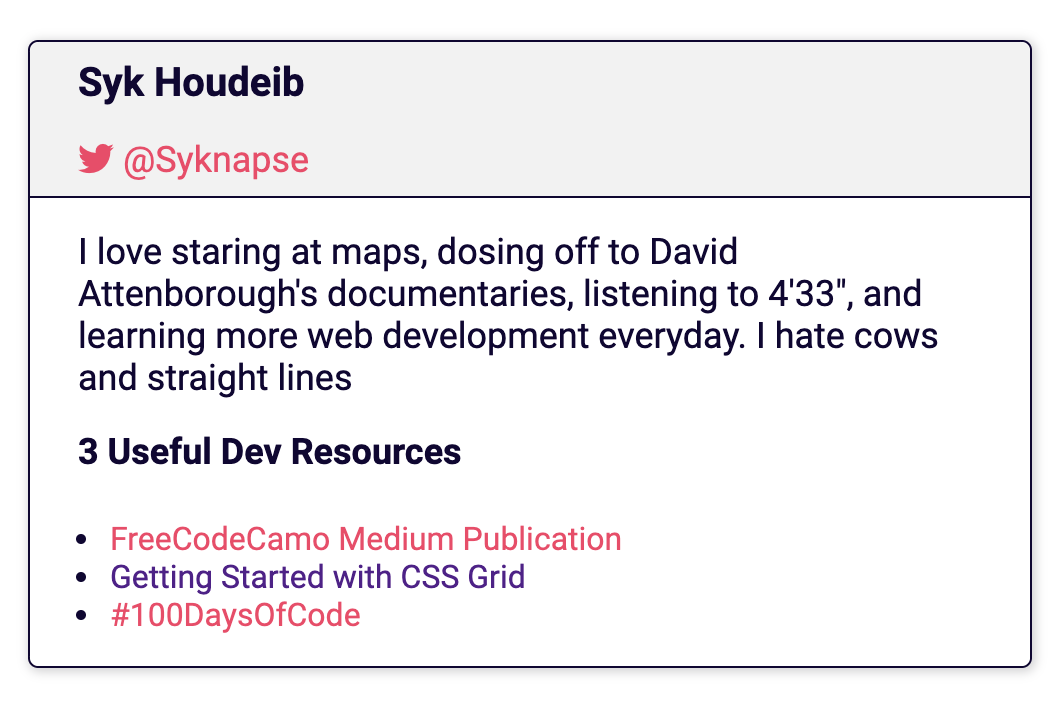 Syk Houdeib
@Syknapse
I love staring at maps, dosing off to David
Attenborough's documentaries, listening to 4'33", and
learning more web development everyday. I hate cows
and straight lines
3 Useful Dev Resources
FreeCodeCamo Medium Publication
Getting Started with CSS Grid
#100DaysOfCode